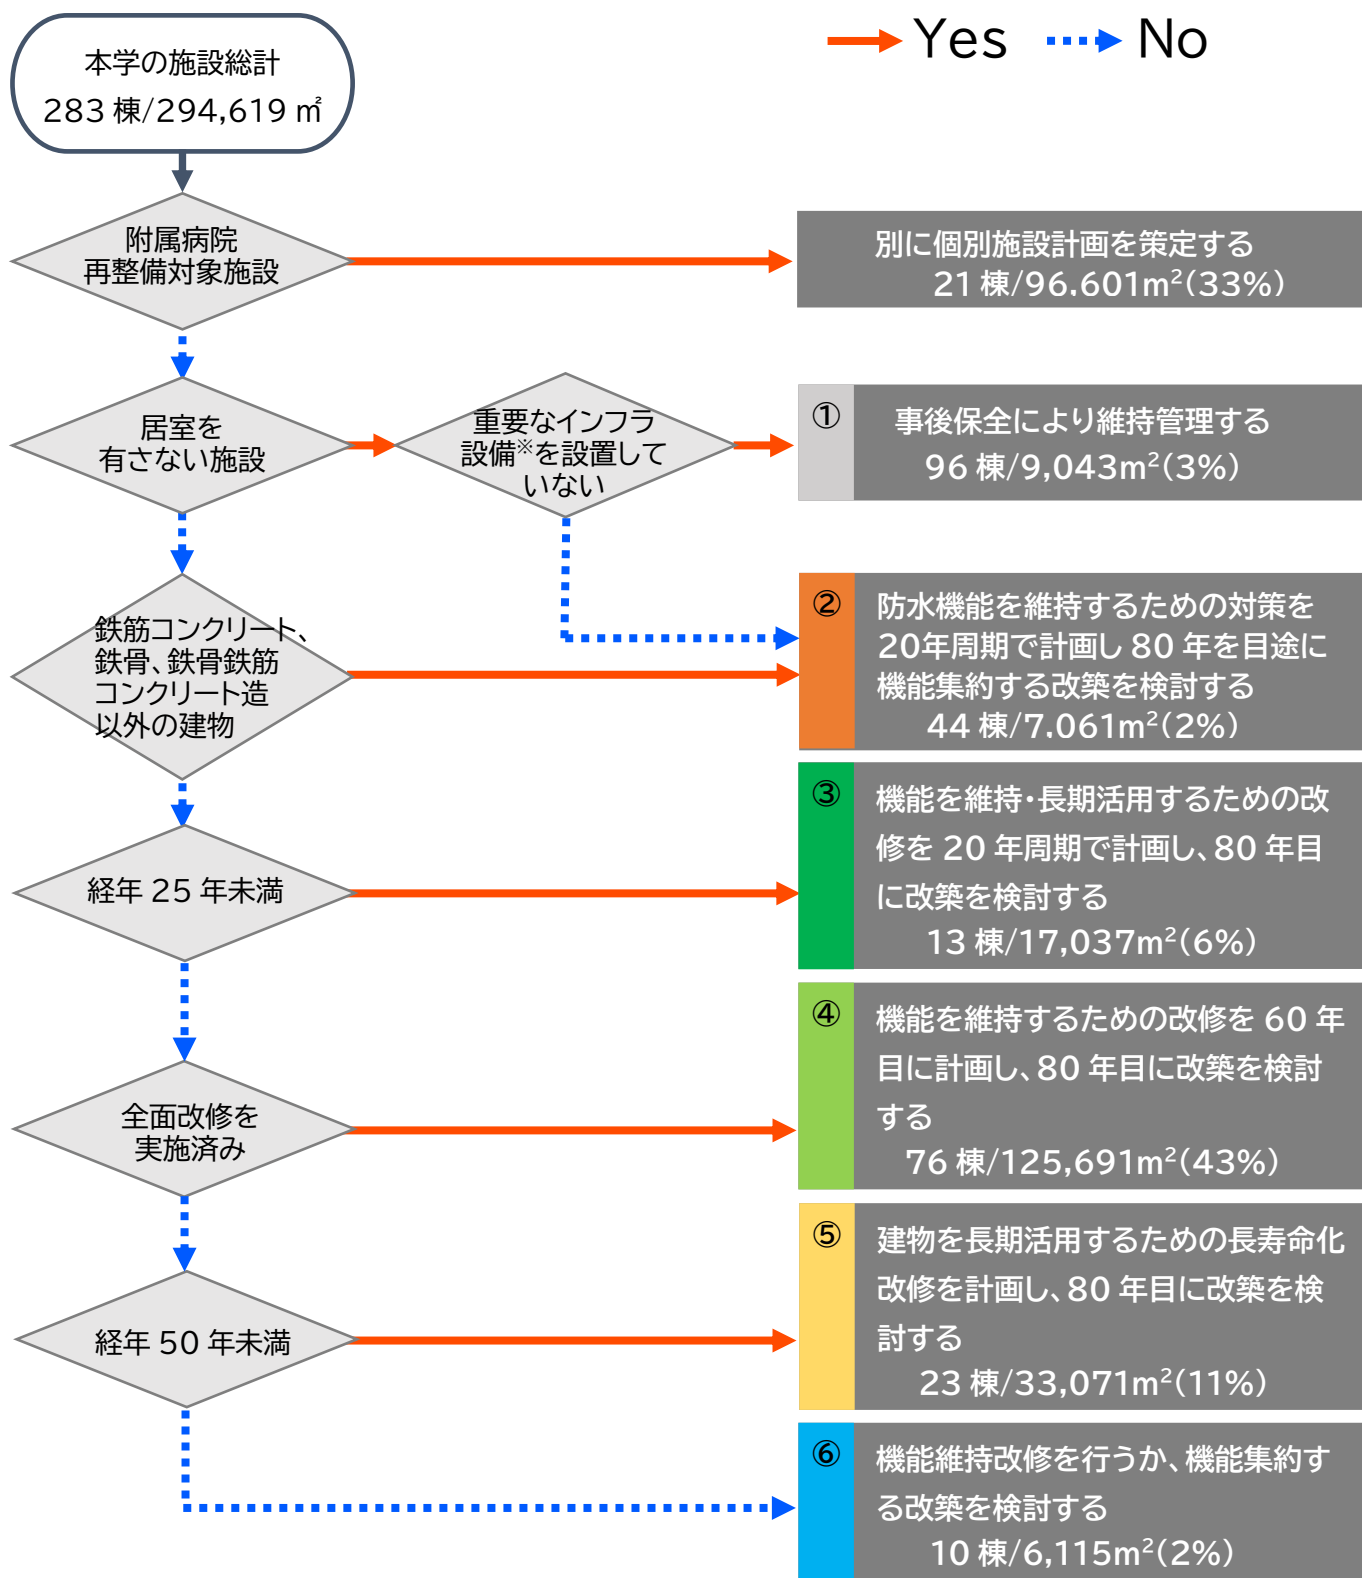 本学の施設総計
283 棟/294,619 ㎡
Yes
No
附属病院
再整備対象施設
別に個別施設計画を策定する
21 棟/96.601m²(33%)
居室を
有さない施設
重要なインフラ
設備※を設置して
いない
①
事後保全により維持管理する
96 棟/9,043m²(3%)
鉄筋コンクリート、
鉄骨、鉄骨鉄筋
コンクリート造
以外の建物
②
防水機能を維持するための対策を
20年周期で計画し 80 年を目途に
機能集約する改築を検討する
44 棟/7.061m²(2%)
経年 25 年未満
③
機能を維持・長期活用するための改
修を 20 年周期で計画し、80 年目
に改築を検討する
13 棟/17,037m²(6%)
全面改修を
実施済み
④
機能を維持するための改修を 60 年
目に計画し、80 年目に改築を検討
する
76 棟/125,691m²(43%)
経年 50 年未満
⑤
建物を長期活用するための長寿命化
改修を計画し、80 年目に改築を検
討する
23 棟/33,071m²(11%)
⑥
機能維持改修を行うか、機能集約す
る改築を検討する
10 棟/6,115m²(2%)